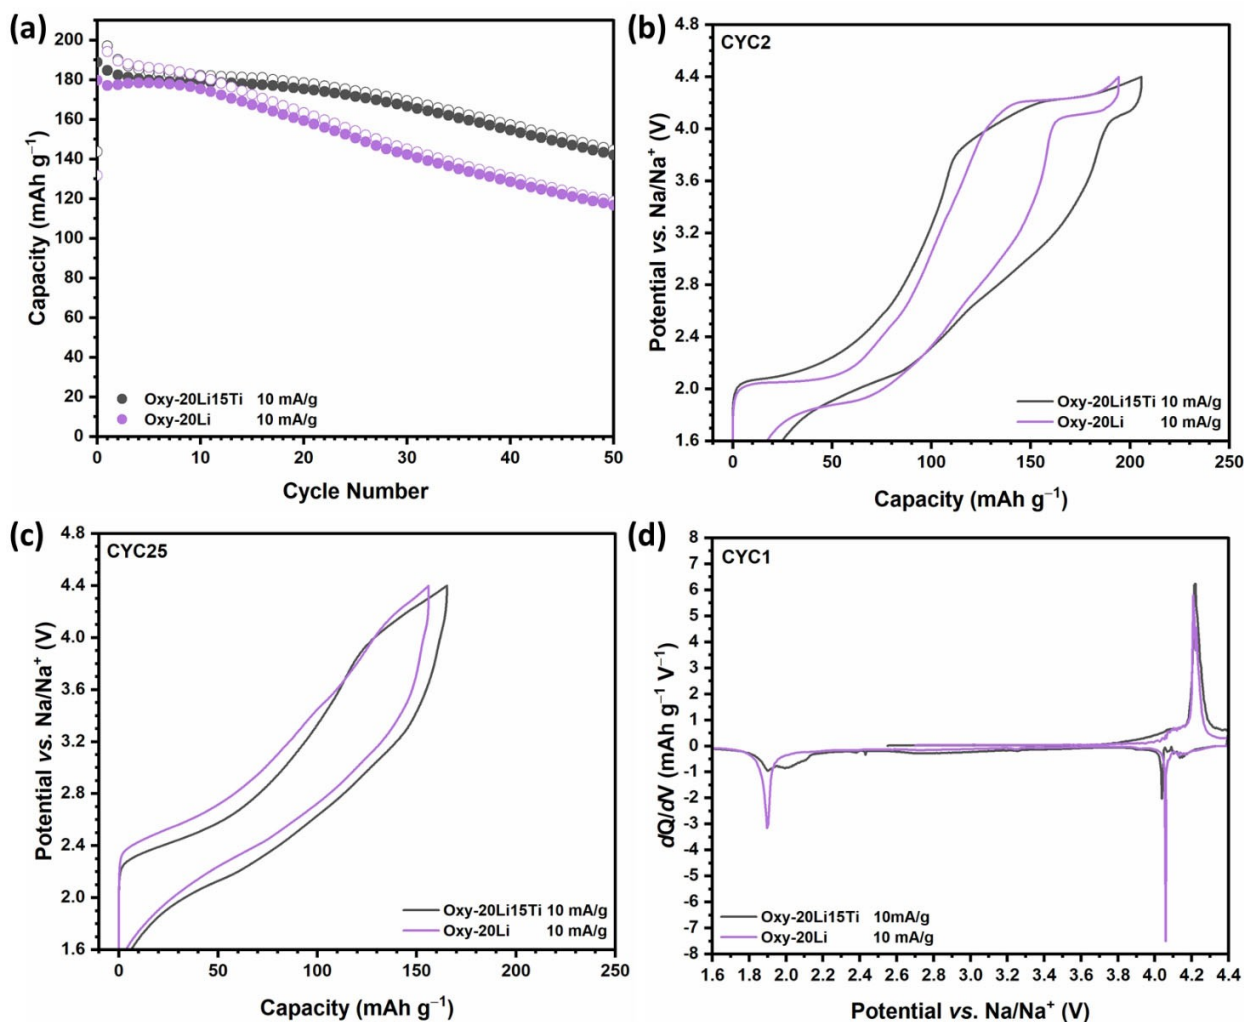 (a)
200
180
160
140
120
100
80
60
40
20
0
Capacity (mAh g⁻¹)
Oxy-20Li15Ti 10 mA/g
Oxy-20Li 10 mA/g
0 10 20 30 40 50
Cycle Number
(b)
CYC2
4.8
4.4
4.0
3.6
3.2
2.8
2.4
2.0
1.6
Potential vs. Na/Na⁺ (V)
Oxy-20Li15Ti 10 mA/g
Oxy-20Li 10 mA/g
0 50 100 150 200 250
Capacity (mAh g⁻¹)
(c)
CYC25
4.8
4.4
4.0
3.6
3.2
2.8
2.4
2.0
1.6
Potential vs. Na/Na⁺ (V)
Oxy-20Li15Ti 10 mA/g
Oxy-20Li 10 mA/g
0 50 100 150 200 250
Capacity (mAh g⁻¹)
(d)
CYC1
8
7
6
5
4
3
2
1
0
-1
-2
-3
-4
-5
-6
-7
-8
dQ/dV (mAh g⁻¹ V⁻¹)
Oxy-20Li15Ti 10mA/g
Oxy-20Li 10 mA/g
1.6 1.8 2.0 2.2 2.4 2.6 2.8 3.0 3.2 3.4 3.6 3.8 4.0 4.2 4.4
Potential vs. Na/Na⁺ (V)